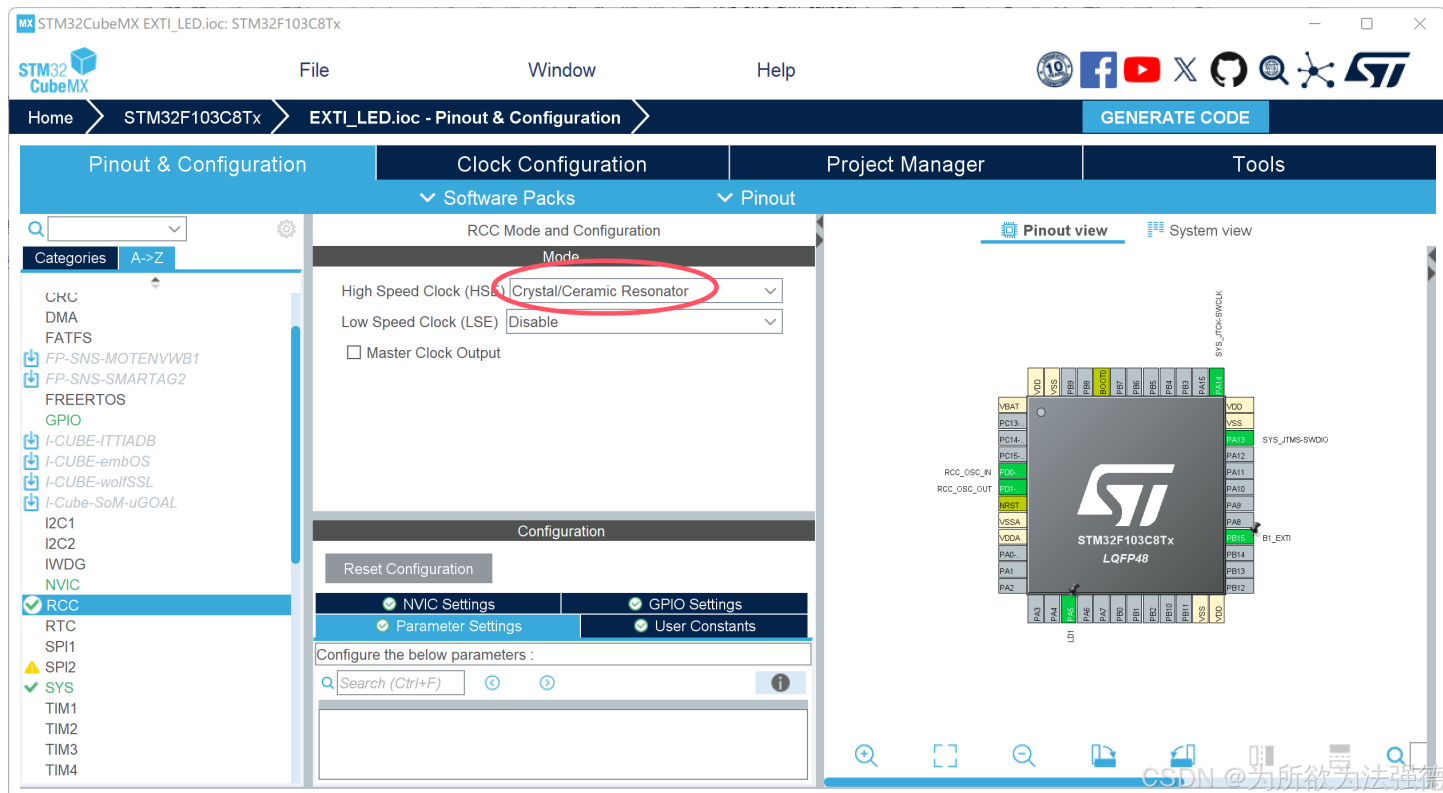 MX STM32CubeMX EXTI_LED.ioc: STM32F103C8Tx
STM32 CubeMX
File Window Help
10
Home STM32F103C8Tx EXTI_LED.ioc - Pinout & Configuration GENERATE CODE
Pinout & Configuration Clock Configuration Project Manager Tools
Software Packs Pinout
Categories A->Z
CRC
DMA
FATFS
FP-SNS-MOTENVWB1
FP-SNS-SMARTAG2
FREERTOS
GPIO
I-CUBE-ITTIADB
I-CUBE-embOS
I-CUBE-wolfSSL
I-Cube-SoM-uGOAL
I2C1
I2C2
IWDG
NVIC
RCC
RTC
SPI1
SPI2
SYS
TIM1
TIM2
TIM3
TIM4
RCC Mode and Configuration
Mode
High Speed Clock (HSE) Crystal/Ceramic Resonator
Low Speed Clock (LSE) Disable
Master Clock Output
Configuration
Reset Configuration
NVIC Settings GPIO Settings
Parameter Settings User Constants
Configure the below parameters :
Search (Ctrl+F)
Pinout view System view
SYS_JTCK-SWCLK
VDD VSS PB9 PB8 BOOT0 PB7 PB6 PB5 PB4 PB3 PA15 PA14
VBAT
PC13-..
PC14-..
PC15-..
RCC_OSC_IN PD0-..
RCC_OSC_OUT PD1-..
NRST
VSSA
VDDA
PA0-..
PA1
PA2
STM32F103C8Tx
LQFP48
VDD
VSS
PA13 SYS_JTMS-SWDIO
PA12
PA11
PA10
PA9
PA8
PB15 B1_EXTI
PB14
PB13
PB12
PA3 PA4 PA5 PA6 PA7 PB0 PB1 PB2 PB10 PB11 VSS VDD
LD1
CSDN @为所欲为法强德